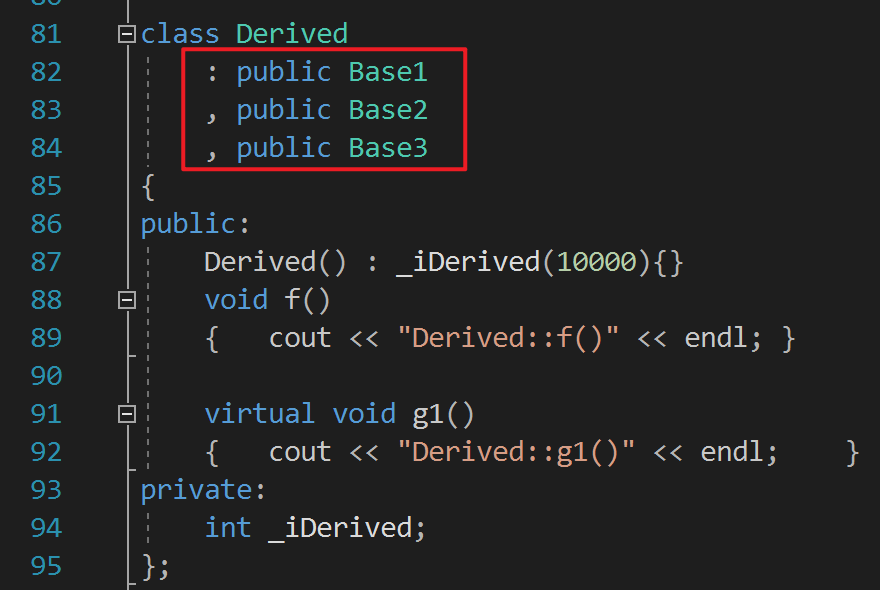 81 class Derived
82 : public Base1
83 , public Base2
84 , public Base3
85 {
86 public:
87 Derived() : _iDerived(10000){}
88 void f()
89 { cout << "Derived::f()" << endl; }
90
91 virtual void g1()
92 { cout << "Derived::g1()" << endl; }
93 private:
94 int _iDerived;
95 };